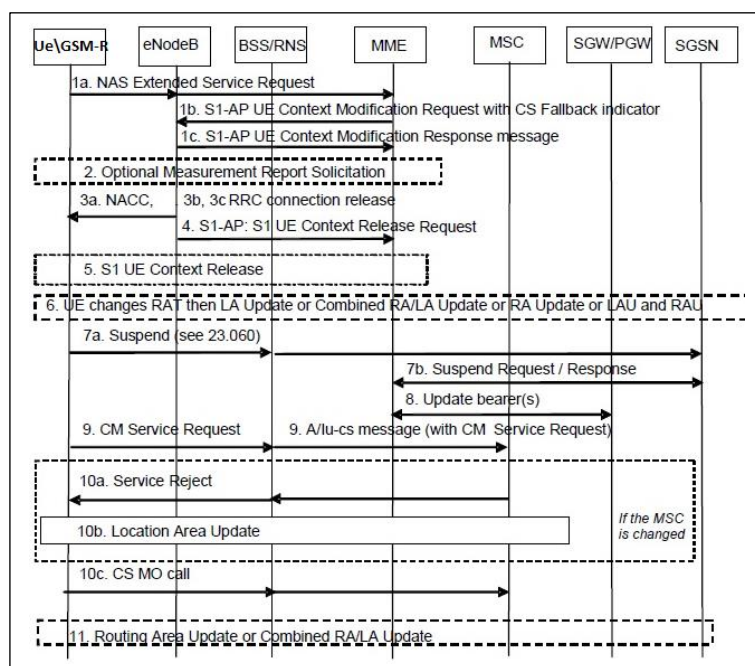 Ue\GSM-R eNodeB BSS/RNS MME MSC SGW/PGW SGSN
1a. NAS Extended Service Request
1b. S1-AP UE Context Modification Request with CS Fallback indicator
1c. S1-AP UE Context Modification Response message
2. Optional Measurement Report Solicitation
3a. NACC, . 3b, 3c RRC connection release
4. S1-AP: S1 UE Context Release Request
5. S1 UE Context Release
6. UE changes RAT then LA Update or Combined RA/LA Update or RA Update or LAU and RAU
7a. Suspend (see 23.060)
7b. Suspend Request / Response
8. Update bearer(s)
9. CM Service Request 9. A/Iu-cs message (with CM Service Request)
10a. Service Reject
If the MSC
is changed
10b. Location Area Update
10c. CS MO call
11. Routing Area Update or Combined RA/LA Update